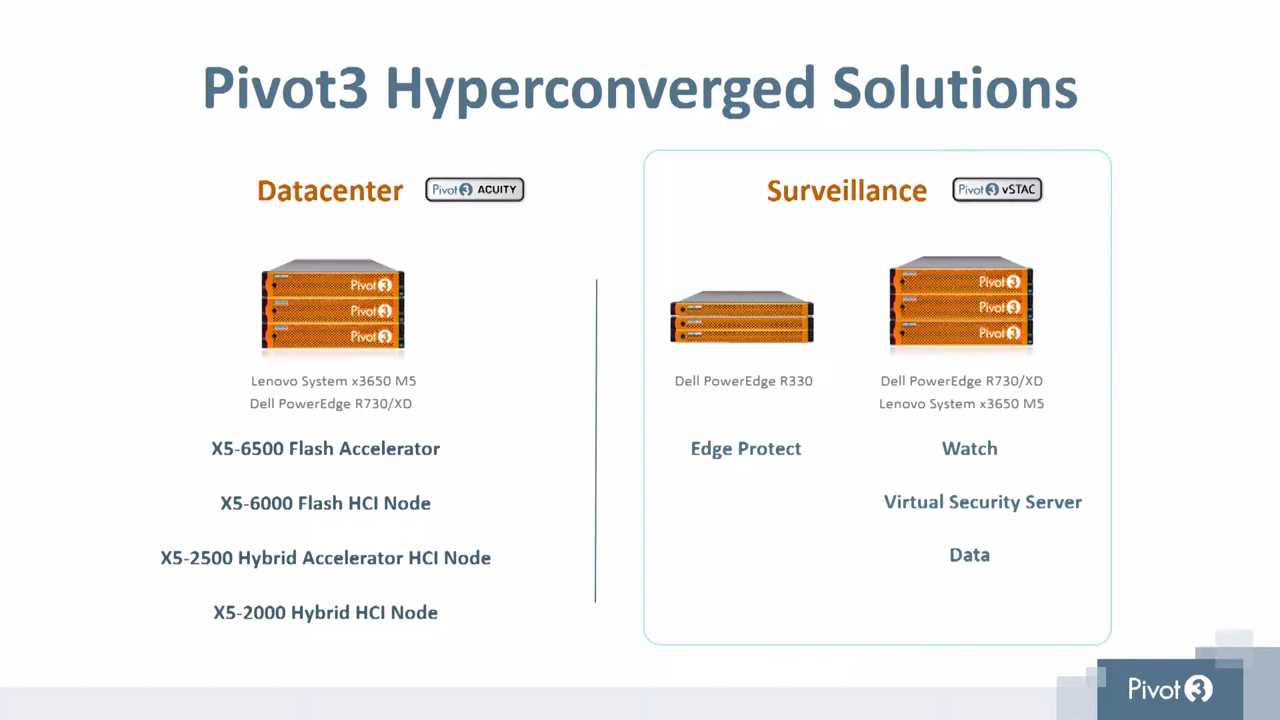 Pivot3 Hyperconverged Solutions
Datacenter
Pivot3 ACUITY
Pivot3
Pivot3
Pivot3
Lenovo System x3650 M5
Dell PowerEdge R730/XD
X5-6500 Flash Accelerator
X5-6000 Flash HCI Node
X5-2500 Hybrid Accelerator HCI Node
X5-2000 Hybrid HCI Node
Surveillance
Pivot3 vSTAC
Dell PowerEdge R330
Edge Protect
Pivot3
Pivot3
Pivot3
Dell PowerEdge R730/XD
Lenovo System x3650 M5
Watch
Virtual Security Server
Data
Pivot3